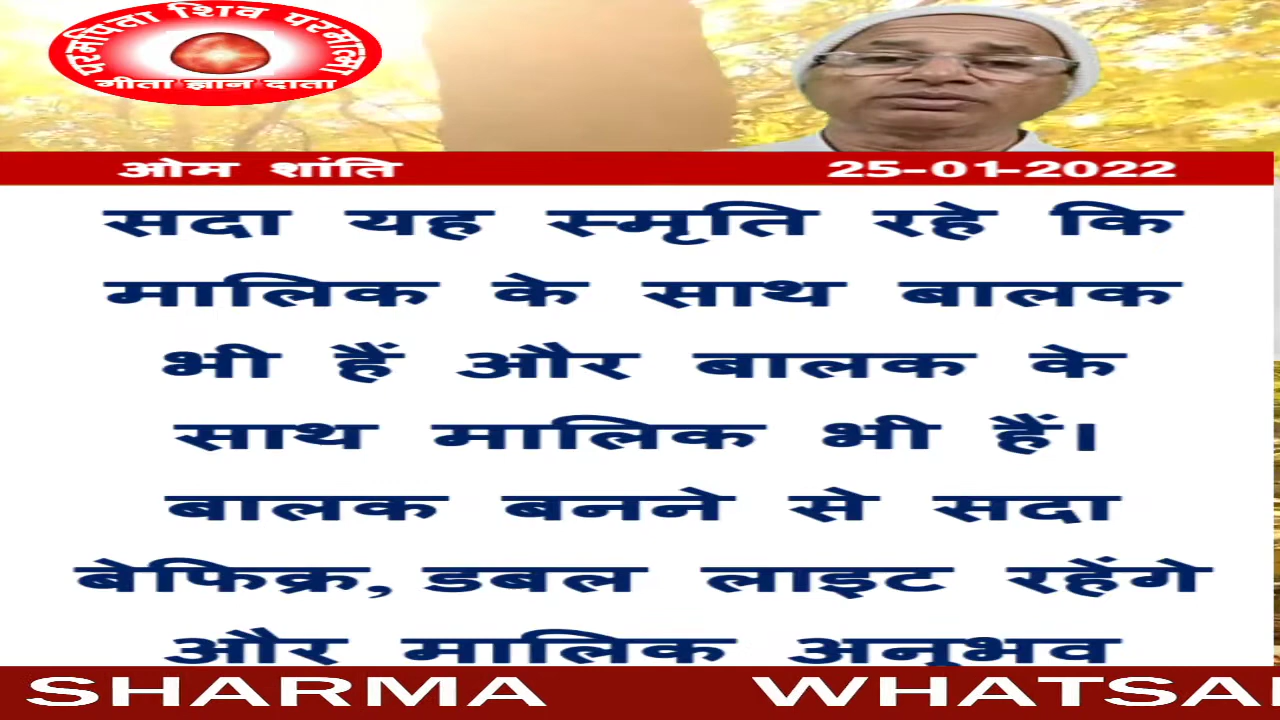 परमपिता शिव परमात्मा
गीता ज्ञान दाता
ओम शांति 25-01-2022
सदा यह स्मृति रहे कि
मालिक के साथ बालक
भी हैं और बालक के
साथ मालिक भी हैं।
बालक बनने से सदा
बेफिक्र, डबल लाइट रहेंगे
और मालिक अनुभव
SHARMA WHATSA